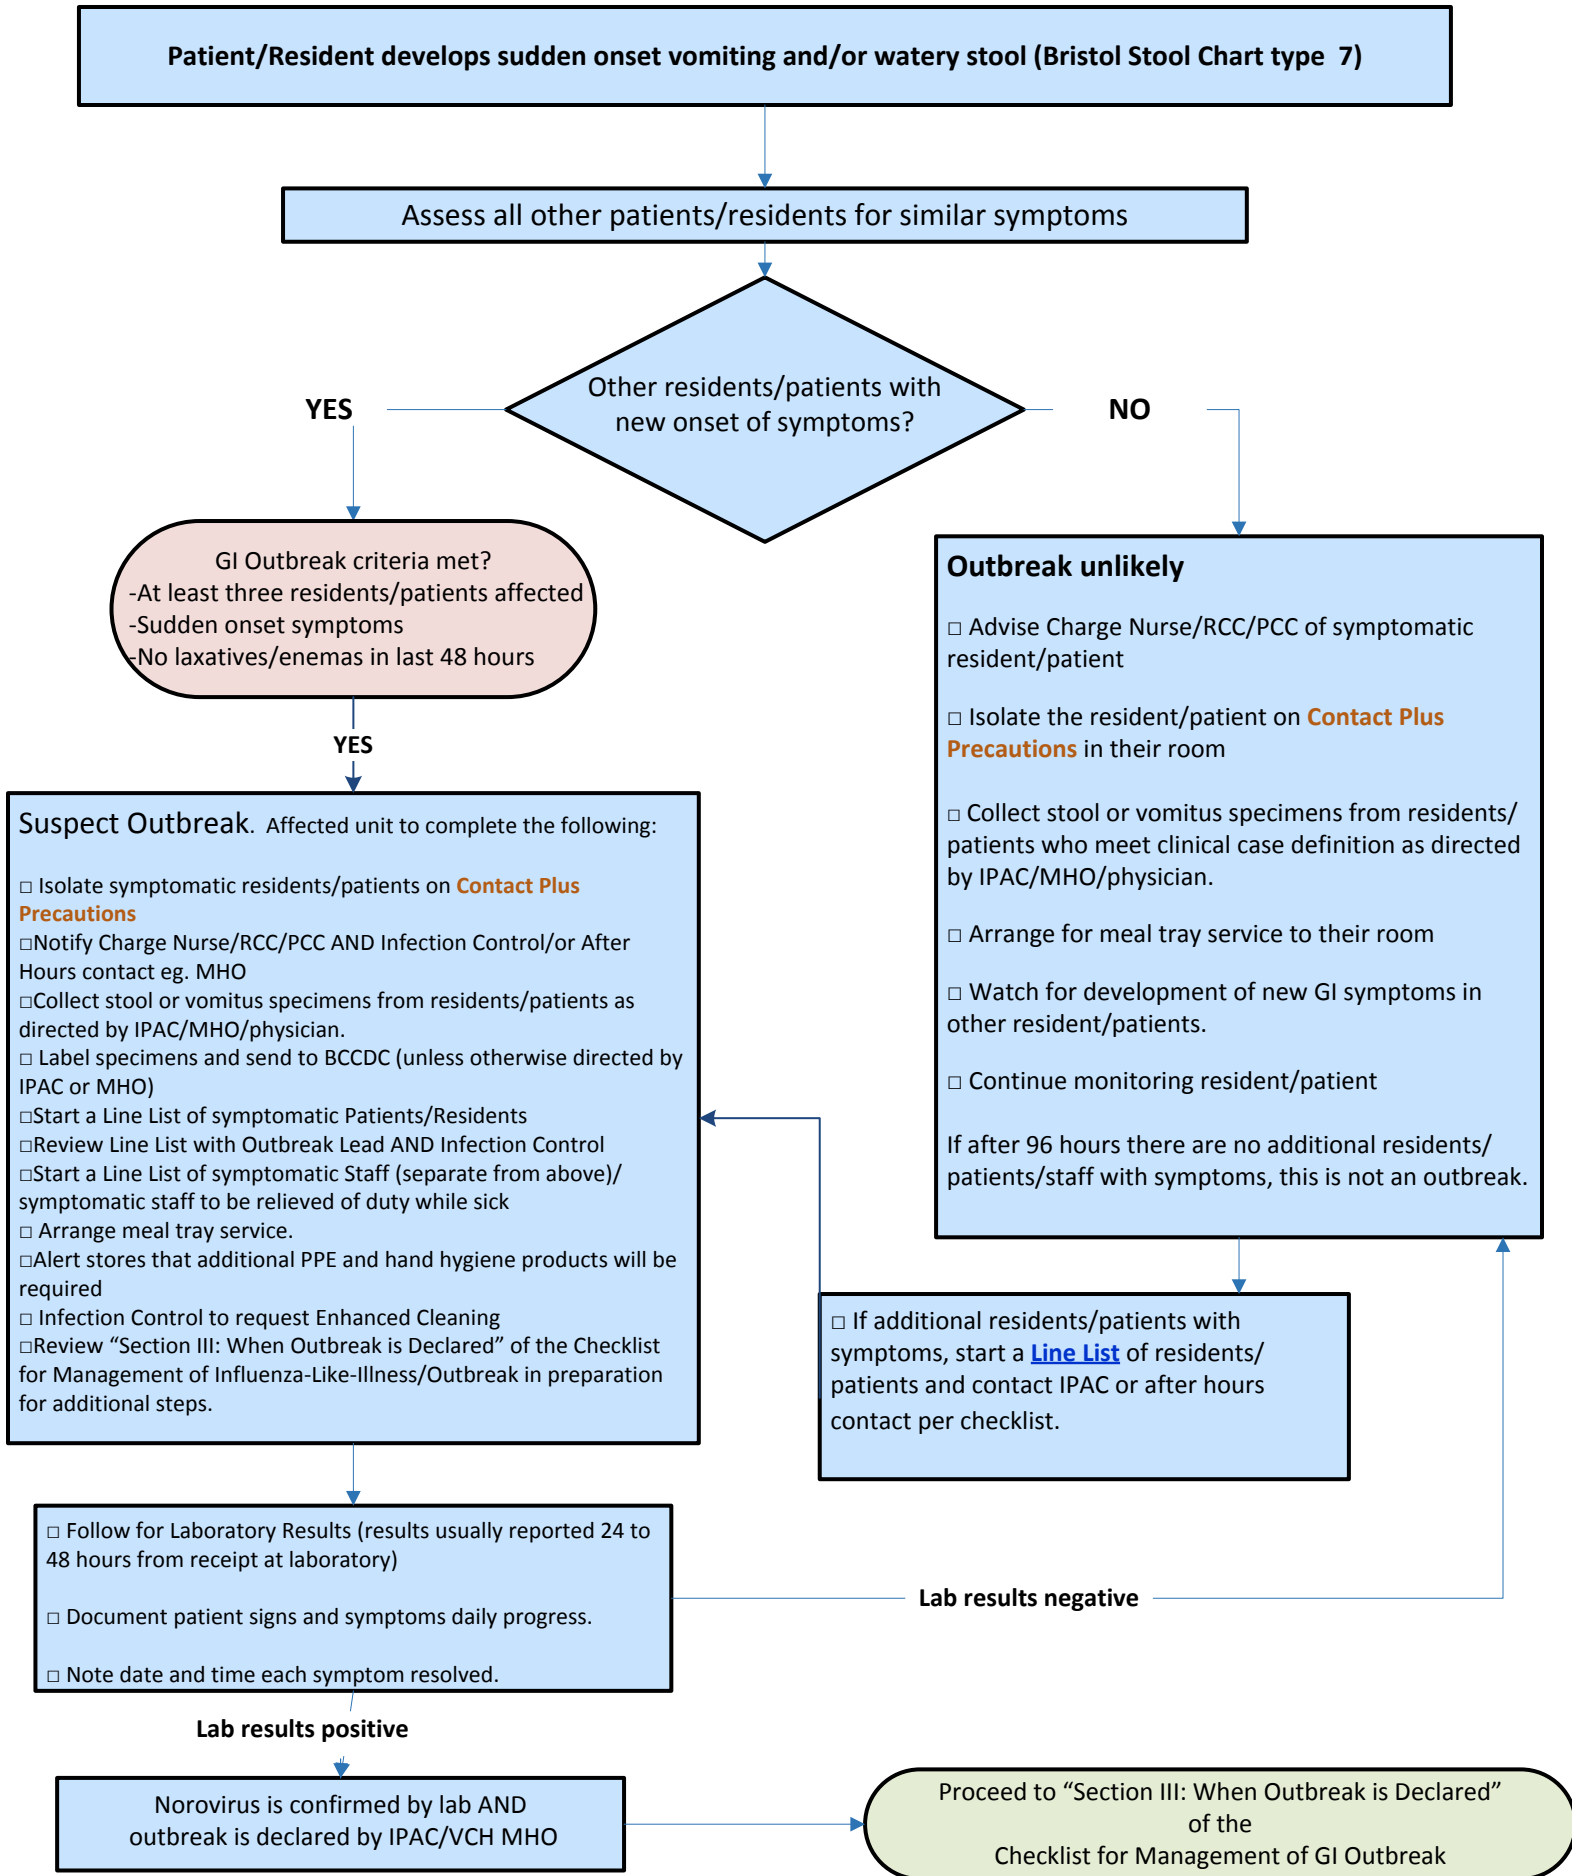 Patient/Resident develops sudden onset vomiting and/or watery stool (Bristol Stool Chart type  7)
Assess all other patients/residents for similar symptoms
Other residents/patients with
new onset of symptoms?
YES
NO
GI Outbreak criteria met?
-At least three residents/patients affected
-Sudden onset symptoms
-No laxatives/enemas in last 48 hours
YES
Suspect Outbreak.  Affected unit to complete the following:
□ Isolate symptomatic residents/patients on Contact Plus
Precautions
□Notify Charge Nurse/RCC/PCC AND Infection Control/or After
Hours contact eg. MHO
□Collect stool or vomitus specimens from residents/patients as
directed by IPAC/MHO/physician.
□ Label specimens and send to BCCDC (unless otherwise directed by
IPAC or MHO)
□Start a Line List of symptomatic Patients/Residents
□Review Line List with Outbreak Lead AND Infection Control
□Start a Line List of symptomatic Staff (separate from above)/
symptomatic staff to be relieved of duty while sick
□ Arrange meal tray service.
□Alert stores that additional PPE and hand hygiene products will be
required
□ Infection Control to request Enhanced Cleaning
□Review “Section III: When Outbreak is Declared” of the Checklist
for Management of Influenza-Like-Illness/Outbreak in preparation
for additional steps.
Outbreak unlikely
□ Advise Charge Nurse/RCC/PCC of symptomatic
resident/patient
□ Isolate the resident/patient on Contact Plus
Precautions in their room
□ Collect stool or vomitus specimens from residents/
patients who meet clinical case definition as directed
by IPAC/MHO/physician.
□ Arrange for meal tray service to their room
□ Watch for development of new GI symptoms in
other resident/patients.
□ Continue monitoring resident/patient
If after 96 hours there are no additional residents/
patients/staff with symptoms, this is not an outbreak.
□ If additional residents/patients with
symptoms, start a Line List of residents/
patients and contact IPAC or after hours
contact per checklist.
□ Follow for Laboratory Results (results usually reported 24 to
48 hours from receipt at laboratory)
□ Document patient signs and symptoms daily progress.
□ Note date and time each symptom resolved.
Lab results negative
Lab results positive
Norovirus is confirmed by lab AND
outbreak is declared by IPAC/VCH MHO
Proceed to “Section III: When Outbreak is Declared”
of the
Checklist for Management of GI Outbreak